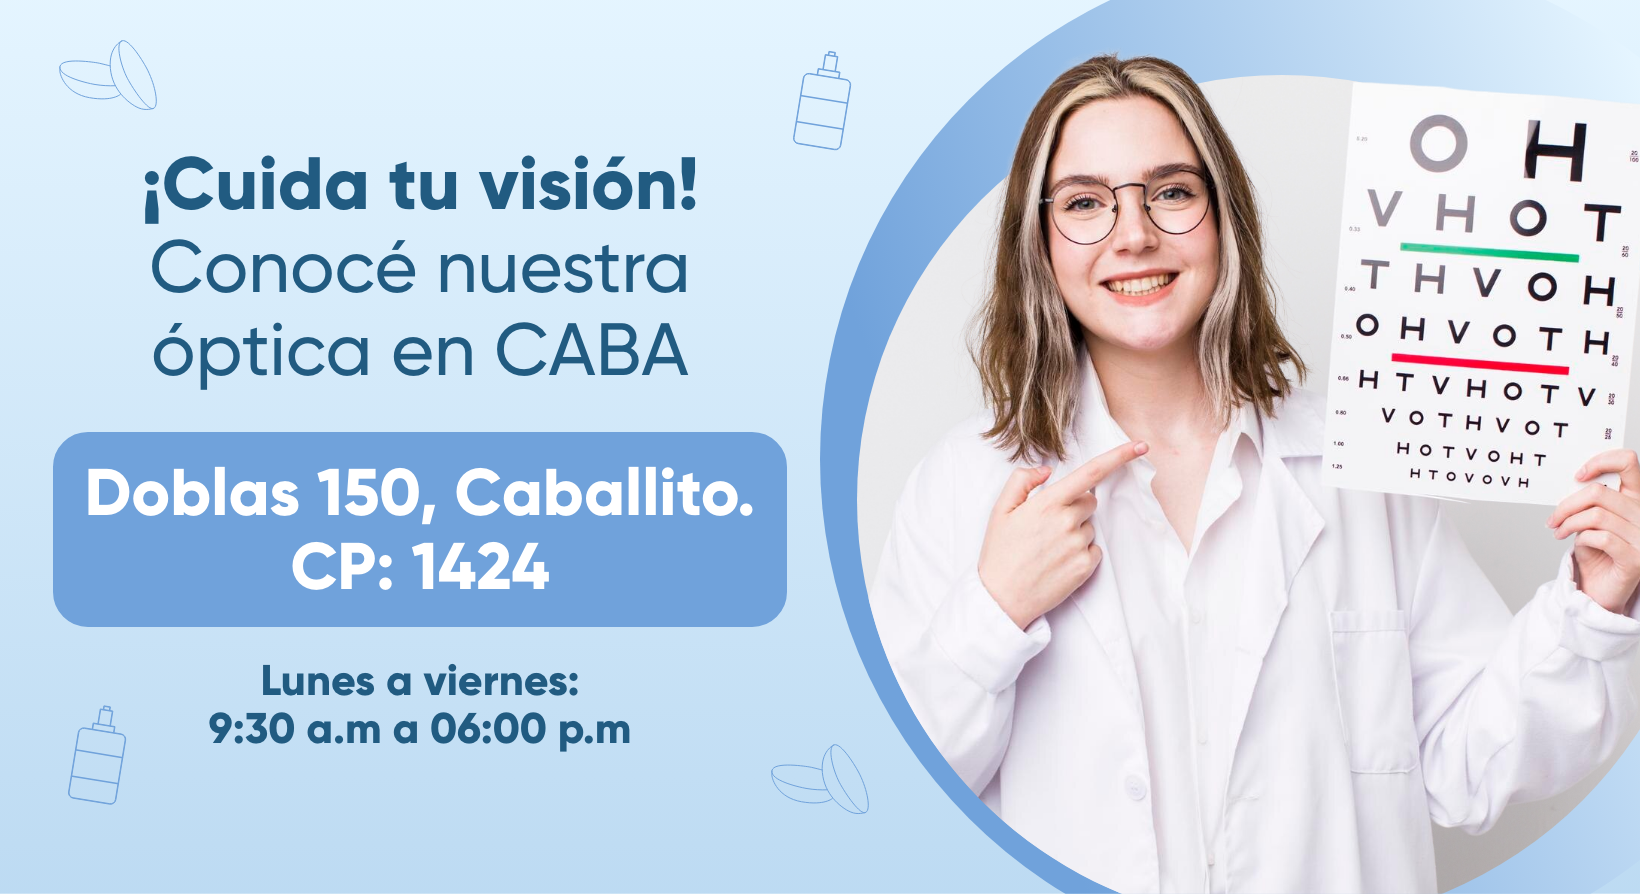 ¡Cuida tu visión!
Conocé nuestra
óptica en CABA
Doblas 150, Caballito.
CP: 1424
Lunes a viernes:
9:30 a.m a 06:00 p.m
O H
V H O T
T H V O H
O H V O T H
H T V H O T V
V O T H V O T
H O T V O H T
H T O V O V H